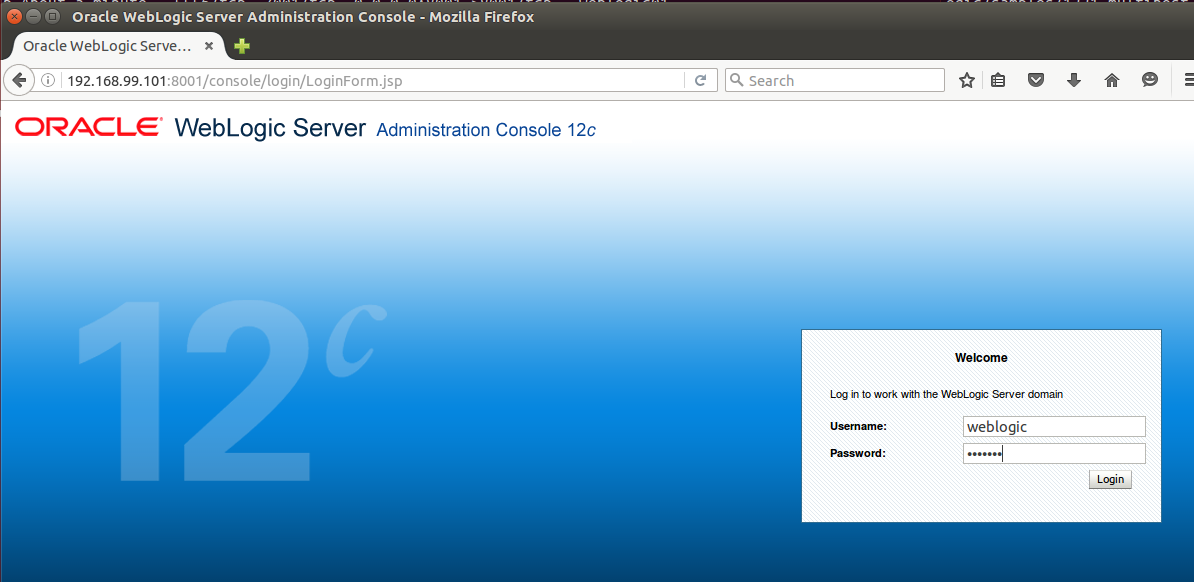 Oracle WebLogic Server Administration Console - Mozilla Firefox
Oracle WebLogic Serve...
192.168.99.101:8001/console/login/LoginForm.jsp
Search
ORACLE WebLogic Server Administration Console 12c
12c
Welcome
Log in to work with the WebLogic Server domain
Username: weblogic
Password: •••••••
Login